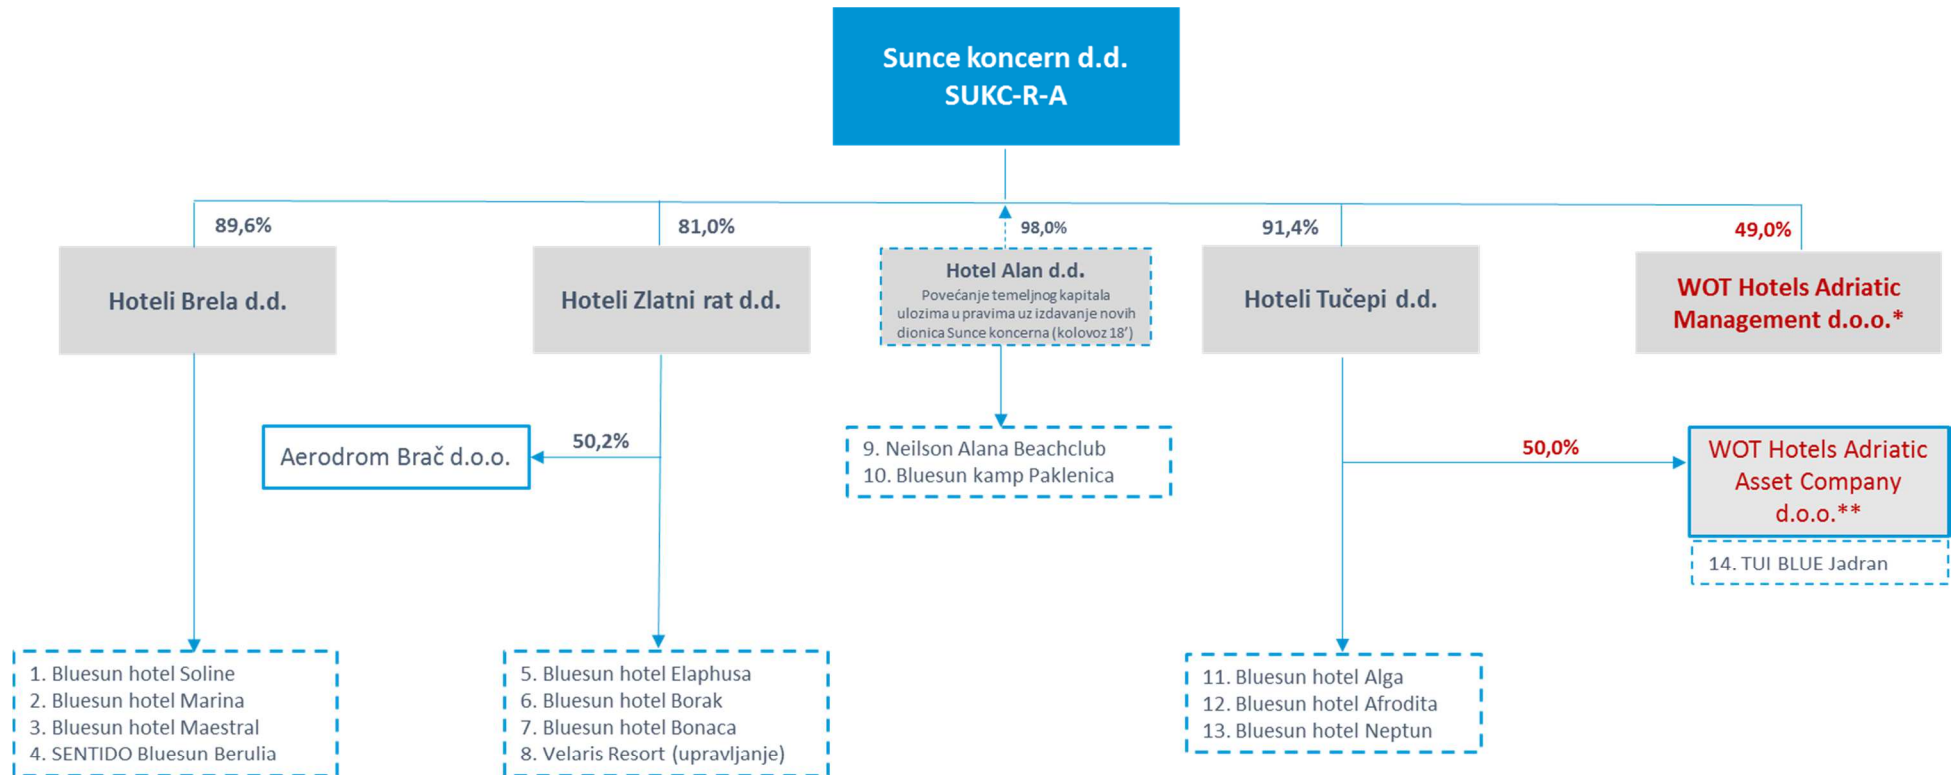 Sunce koncern d.d.
SUKC-R-A
89,6%
81,0%
98,0%
91,4%
49,0%
Hoteli Brela d.d.
Hoteli Zlatni rat d.d.
Hotel Alan d.d.
Povećanje temeljnog kapitala
ulozima u pravima uz izdavanje novih
dionica Sunce koncerna (kolovoz 18’)
Hoteli Tučepi d.d.
WOT Hotels Adriatic
Management d.o.o.*
Aerodrom Brač d.o.o.
50,2%
9. Neilson Alana Beachclub
10. Bluesun kamp Paklenica
50,0%
WOT Hotels Adriatic
Asset Company
d.o.o.**
14. TUI BLUE Jadran
1. Bluesun hotel Soline
2. Bluesun hotel Marina
3. Bluesun hotel Maestral
4. SENTIDO Bluesun Berulia
5. Bluesun hotel Elaphusa
6. Bluesun hotel Borak
7. Bluesun hotel Bonaca
8. Velaris Resort (upravljanje)
11. Bluesun hotel Alga
12. Bluesun hotel Afrodita
13. Bluesun hotel Neptun